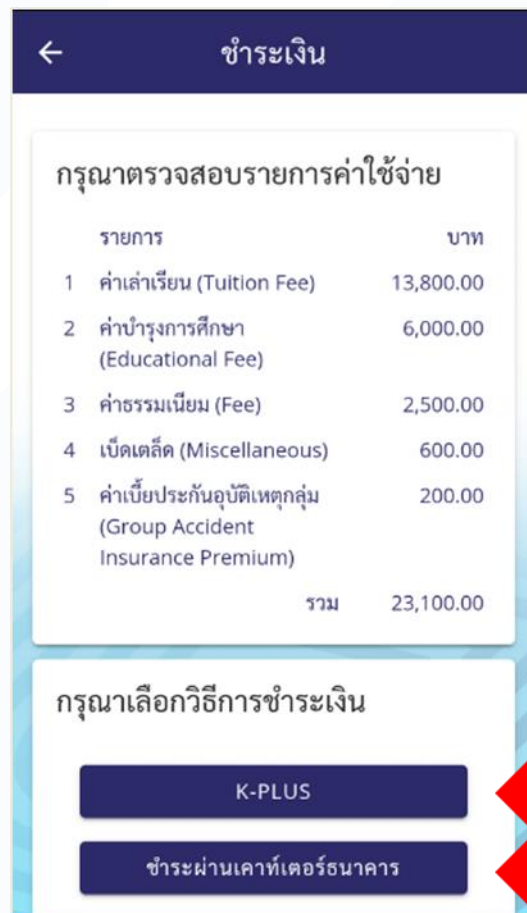 ชำระเงิน
กรุณาตรวจสอบรายการค่าใช้จ่าย
รายการ บาท
1 ค่าเล่าเรียน (Tuition Fee) 13,800.00
2 ค่าบำรุงการศึกษา 6,000.00
(Educational Fee)
3 ค่าธรรมเนียม (Fee) 2,500.00
4 เบ็ดเตล็ด (Miscellaneous) 600.00
5 ค่าเบี้ยประกันอุบัติเหตุกลุ่ม 200.00
(Group Accident
Insurance Premium)
รวม 23,100.00
กรุณาเลือกวิธีการชำระเงิน
K-PLUS
ชำระผ่านเคาท์เตอร์ธนาคาร